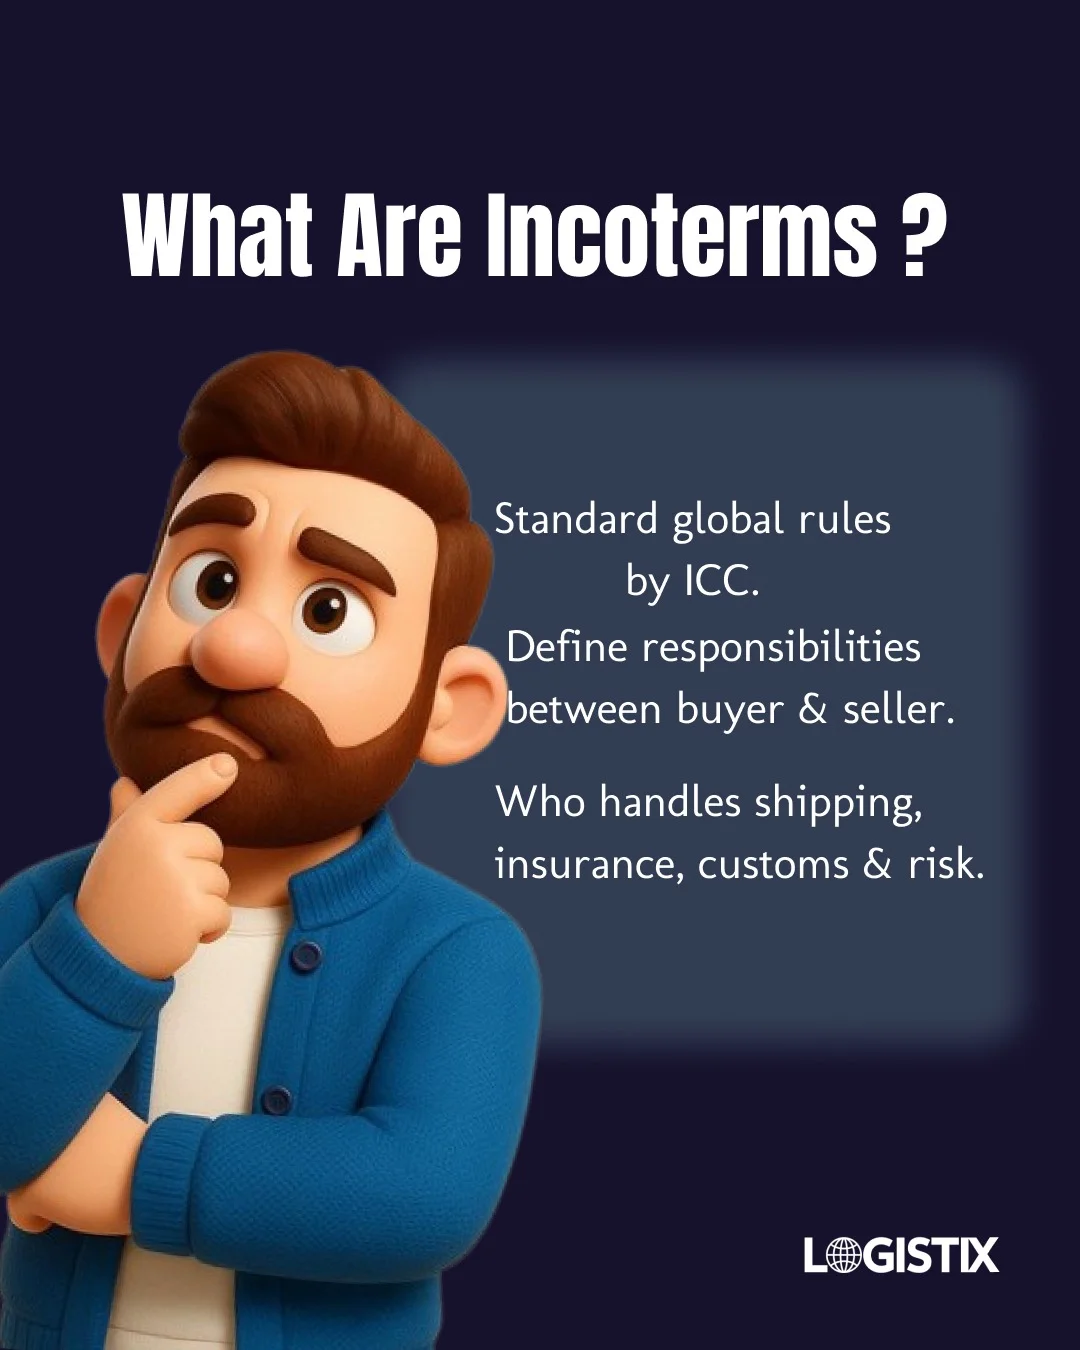 What Are Incoterms ?
Standard global rules
by ICC.
Define responsibilities
between buyer & seller.
Who handles shipping,
insurance, customs & risk.
LOGISTIX